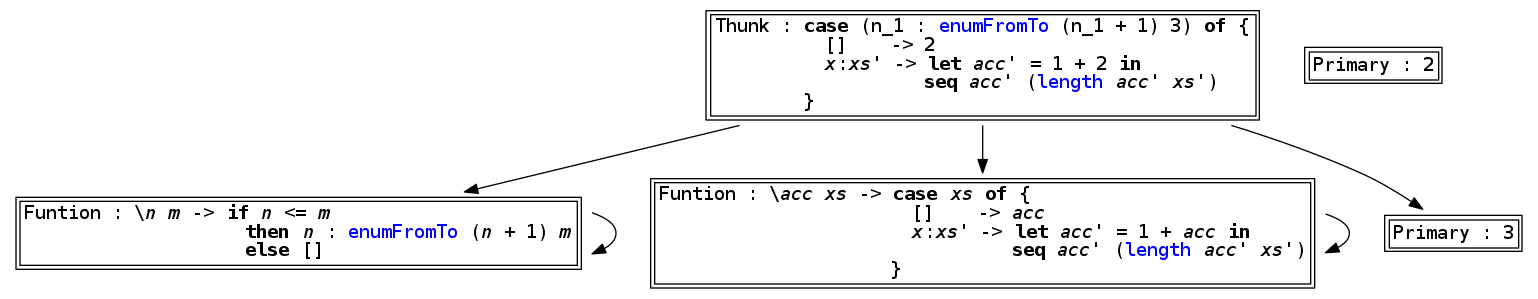 Thunk : case (n_1 : enumFromTo (n_1 + 1) 3) of {
[] -> 2
x:xs' -> let acc' = 1 + 2 in
seq acc' (length acc' xs')
}
Primary : 2
Funtion : \n m -> if n <= m
then n : enumFromTo (n + 1) m
else []
Funtion : \acc xs -> case xs of {
[] -> acc
x:xs' -> let acc' = 1 + acc in
seq acc' (length acc' xs')
}
Primary : 3